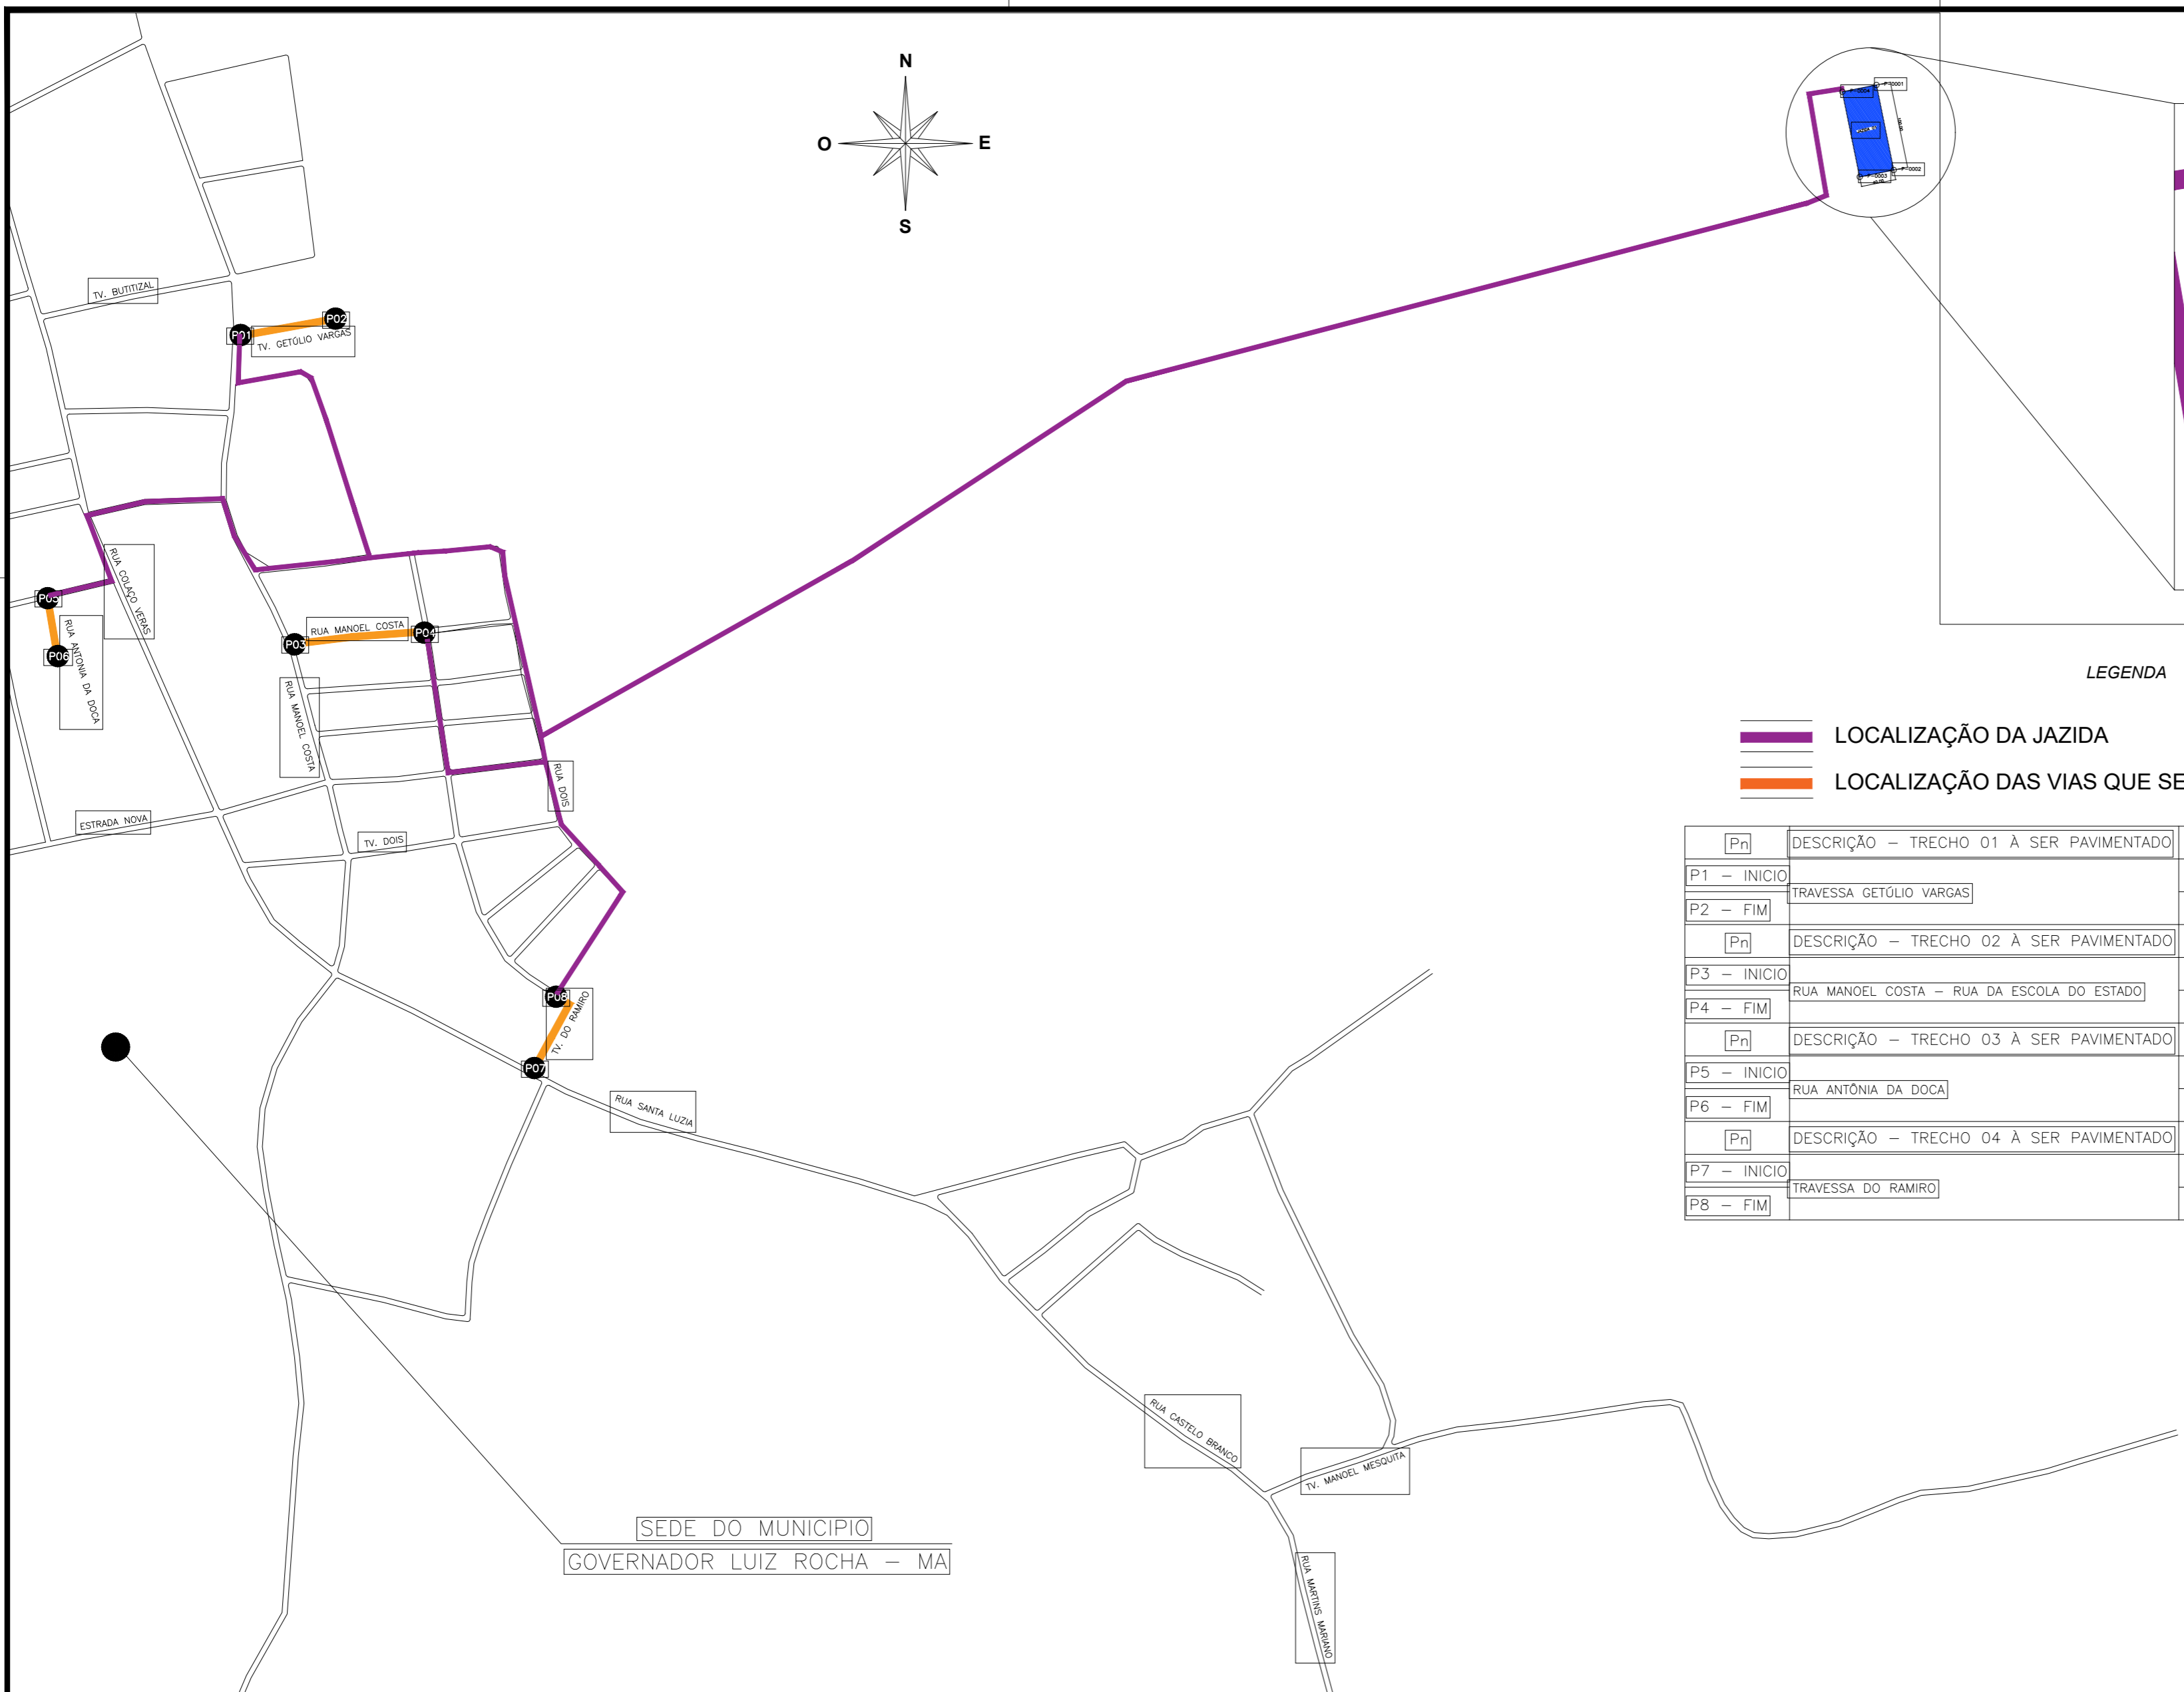 N
O
E
S
P-0004
P-0001
P-0002
P-0003
TV. BUTITIZAL
P01
P02
TV. GETÚLIO VARGAS
RUA COLAÇO VERAS
P05
P06
RUA ANTONIA DA DOCA
P03
RUA MANOEL COSTA
P04
RUA MANOEL COSTA
RUA DOIS
ESTRADA NOVA
TV. DOIS
P08
TV. DO RAMIRO
P07
RUA SANTA LUZIA
RUA CASTELO BRANCO
TV. MANOEL MESQUITA
RUA MARTINS MARIANO
SEDE DO MUNICIPIO
GOVERNADOR LUIZ ROCHA - MA
LEGENDA
LOCALIZAÇÃO DA JAZIDA
LOCALIZAÇÃO DAS VIAS QUE SE
Pn DESCRIÇÃO - TRECHO 01 À SER PAVIMENTADO
P1 - INICIO
TRAVESSA GETÚLIO VARGAS
P2 - FIM
Pn DESCRIÇÃO - TRECHO 02 À SER PAVIMENTADO
P3 - INICIO
RUA MANOEL COSTA - RUA DA ESCOLA DO ESTADO
P4 - FIM
Pn DESCRIÇÃO - TRECHO 03 À SER PAVIMENTADO
P5 - INICIO
RUA ANTÔNIA DA DOCA
P6 - FIM
Pn DESCRIÇÃO - TRECHO 04 À SER PAVIMENTADO
P7 - INICIO
TRAVESSA DO RAMIRO
P8 - FIM